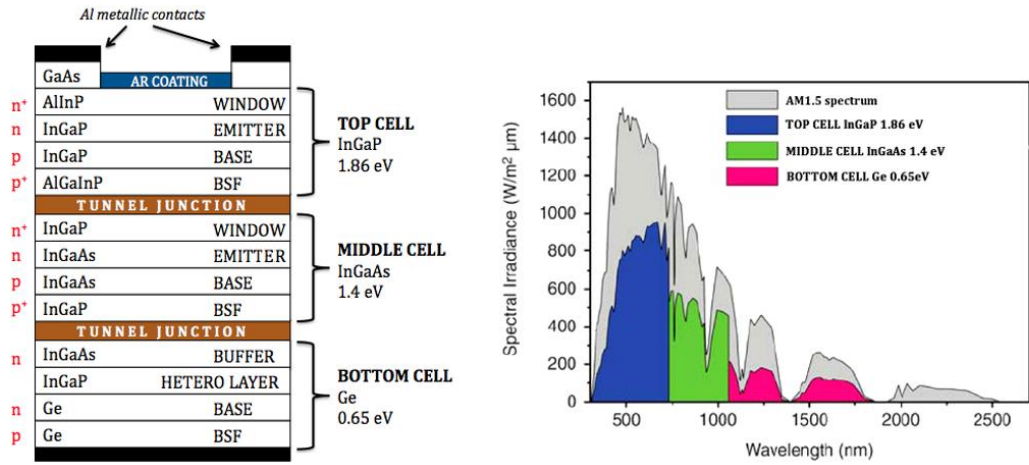 Al metallic contacts
GaAs
AR COATING
n+ AlInP WINDOW
n InGaP EMITTER
p InGaP BASE
p+ AlGaInP BSF
TOP CELL
InGaP
1.86 eV
TUNNEL JUNCTION
n+ InGaP WINDOW
n InGaAs EMITTER
p InGaAs BASE
p+ InGaP BSF
MIDDLE CELL
InGaAs
1.4 eV
TUNNEL JUNCTION
n InGaAs BUFFER
InGaP HETERO LAYER
n Ge BASE
p Ge BSF
BOTTOM CELL
Ge
0.65 eV
Spectral Irradiance (W/m² µm)
1600
1400
1200
1000
800
600
400
200
0
AM1.5 spectrum
TOP CELL InGaP 1.86 eV
MIDDLE CELL InGaAs 1.4 eV
BOTTOM CELL Ge 0.65eV
500 1000 1500 2000 2500
Wavelength (nm)